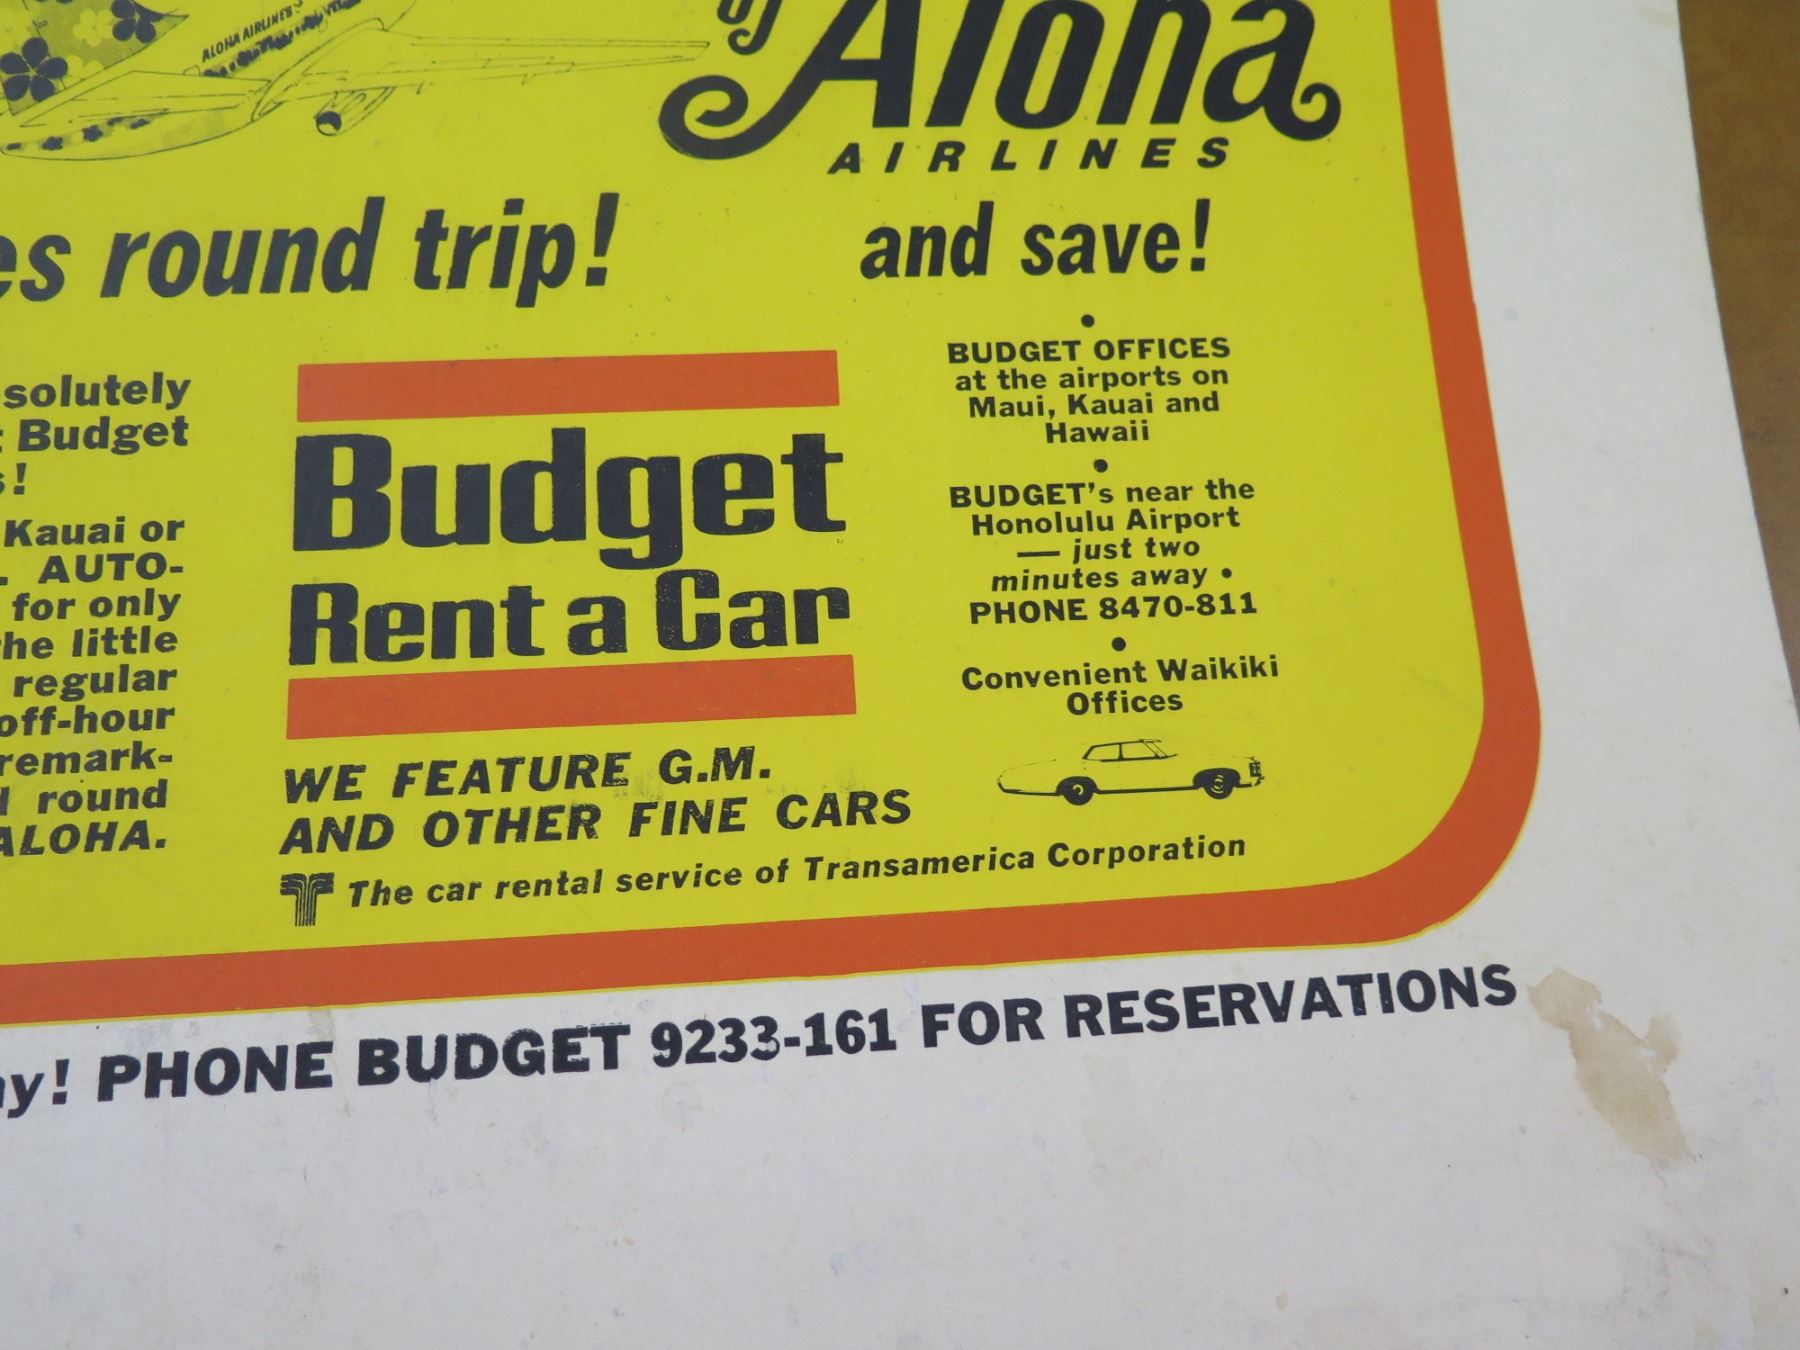 ALOHA AIRLINES
Aloha
AIRLINES
round trip!
and save!
solutely
Budget
Kauai or
AUTO-
for only
little
regular
off-hour
remark-
round
ALOHA.
Budget
Rent a Car
WE FEATURE G.M.
AND OTHER FINE CARS
The car rental service of Transamerica Corporation
•
BUDGET OFFICES
at the airports on
Maui, Kauai and
Hawaii
•
BUDGET's near the
Honolulu Airport
— just two
minutes away •
PHONE 8470-811
•
Convenient Waikiki
Offices
PHONE BUDGET 9233-161 FOR RESERVATIONS